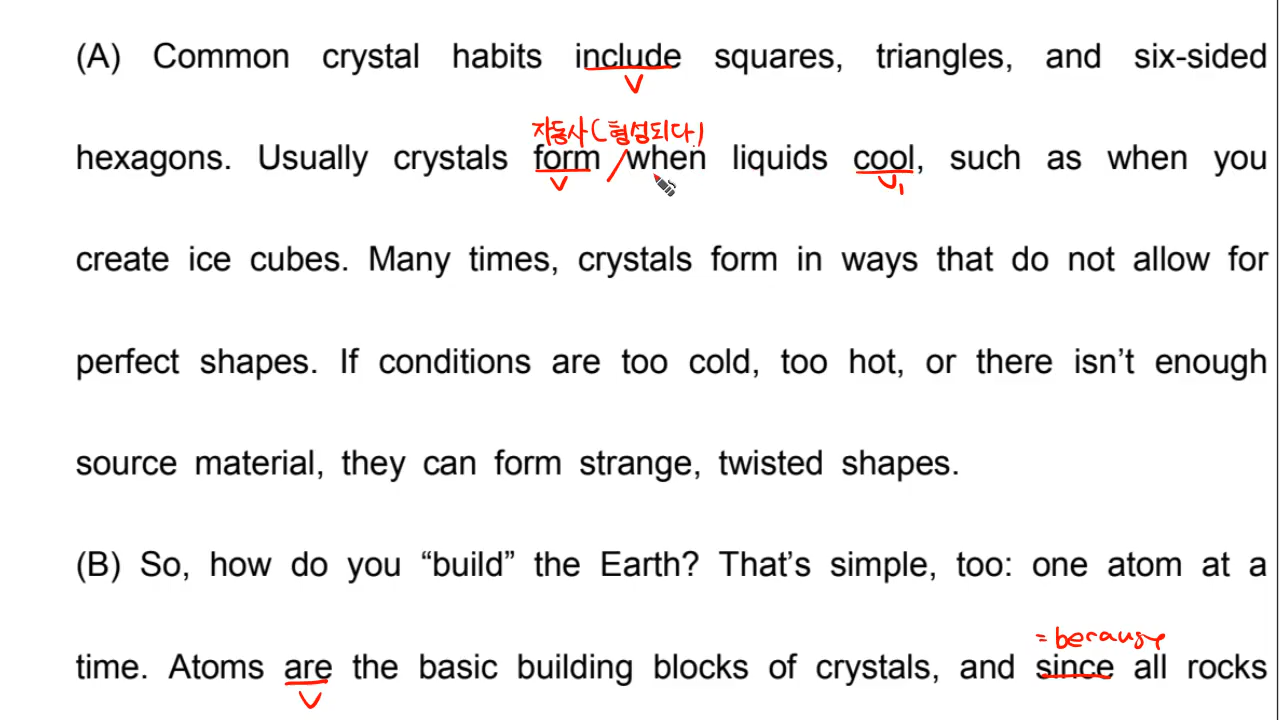 (A) Common crystal habits include squares, triangles, and six-sided
V
자동사(형성되다)
hexagons. Usually crystals form / when liquids cool, such as when you
V V1
create ice cubes. Many times, crystals form in ways that do not allow for
perfect shapes. If conditions are too cold, too hot, or there isn’t enough
source material, they can form strange, twisted shapes.
(B) So, how do you “build” the Earth? That’s simple, too: one atom at a
= because
time. Atoms are the basic building blocks of crystals, and since all rocks
V